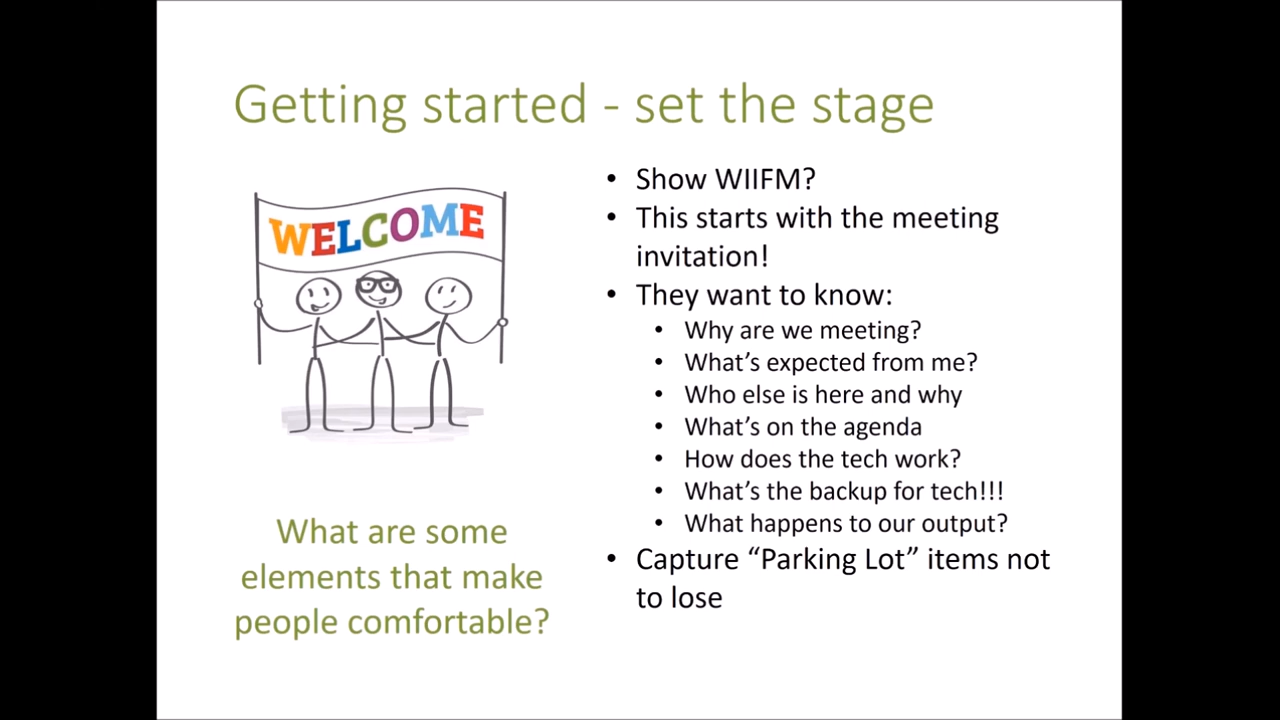 Getting started - set the stage
WELCOME
What are some
elements that make
people comfortable?
• Show WIIFM?
• This starts with the meeting
invitation!
• They want to know:
• Why are we meeting?
• What's expected from me?
• Who else is here and why
• What's on the agenda
• How does the tech work?
• What's the backup for tech!!!
• What happens to our output?
• Capture “Parking Lot” items not
to lose